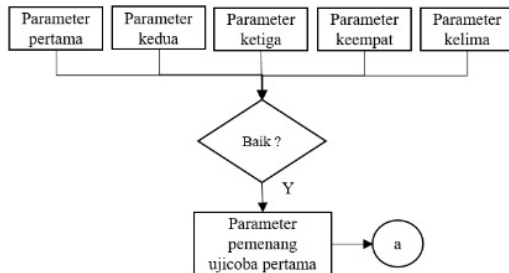 Parameter
pertama
Parameter
kedua
Parameter
ketiga
Parameter
keempat
Parameter
kelima
Baik ?
Y
Parameter
pemenang
ujicoba pertama
a